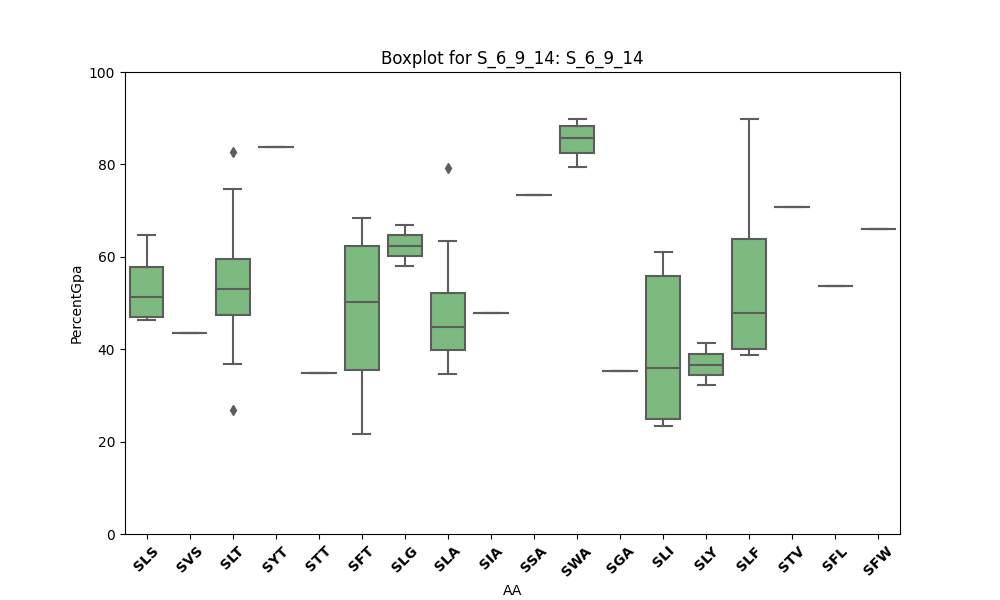 Boxplot for S_6_9_14: S_6_9_14
PercentGpa
100
80
60
40
20
0
SLS SVS SLT SYT STT SFT SLG SLA SIA SSA SWA SGA SLI SLY SLF STV SFL SFW
AA